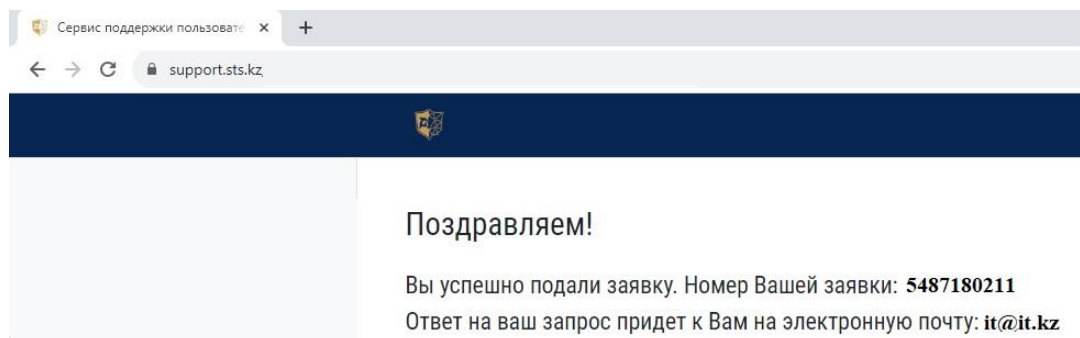 Сервис поддержки пользовате
support.sts.kz
Поздравляем!
Вы успешно подали заявку. Номер Вашей заявки: 5487180211
Ответ на ваш запрос придет к Вам на электронную почту: it@it.kz